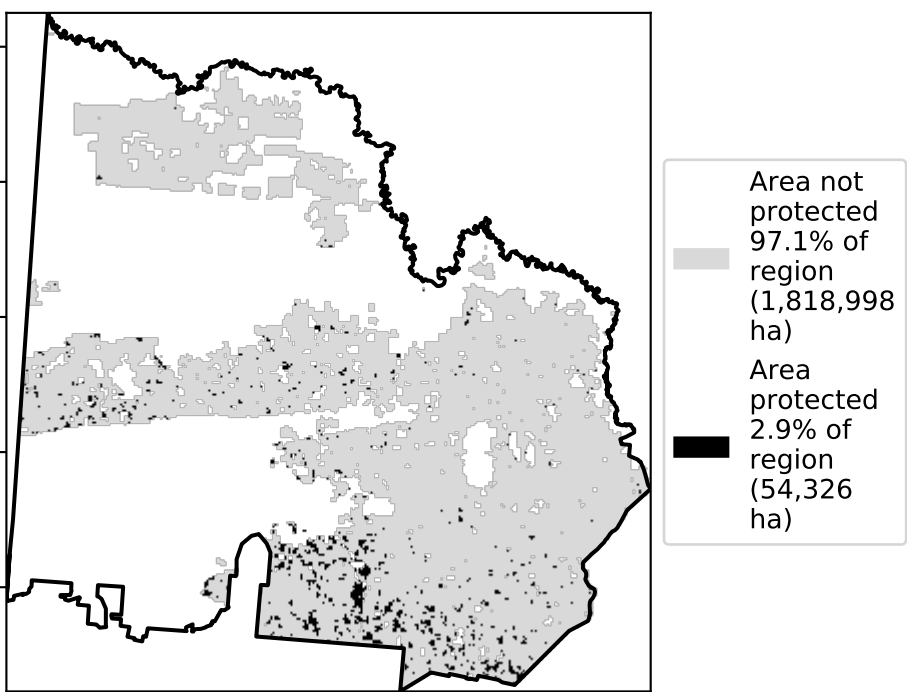 Area not
protected
97.1% of
region
(1,818,998
ha)
Area
protected
2.9% of
region
(54,326
ha)